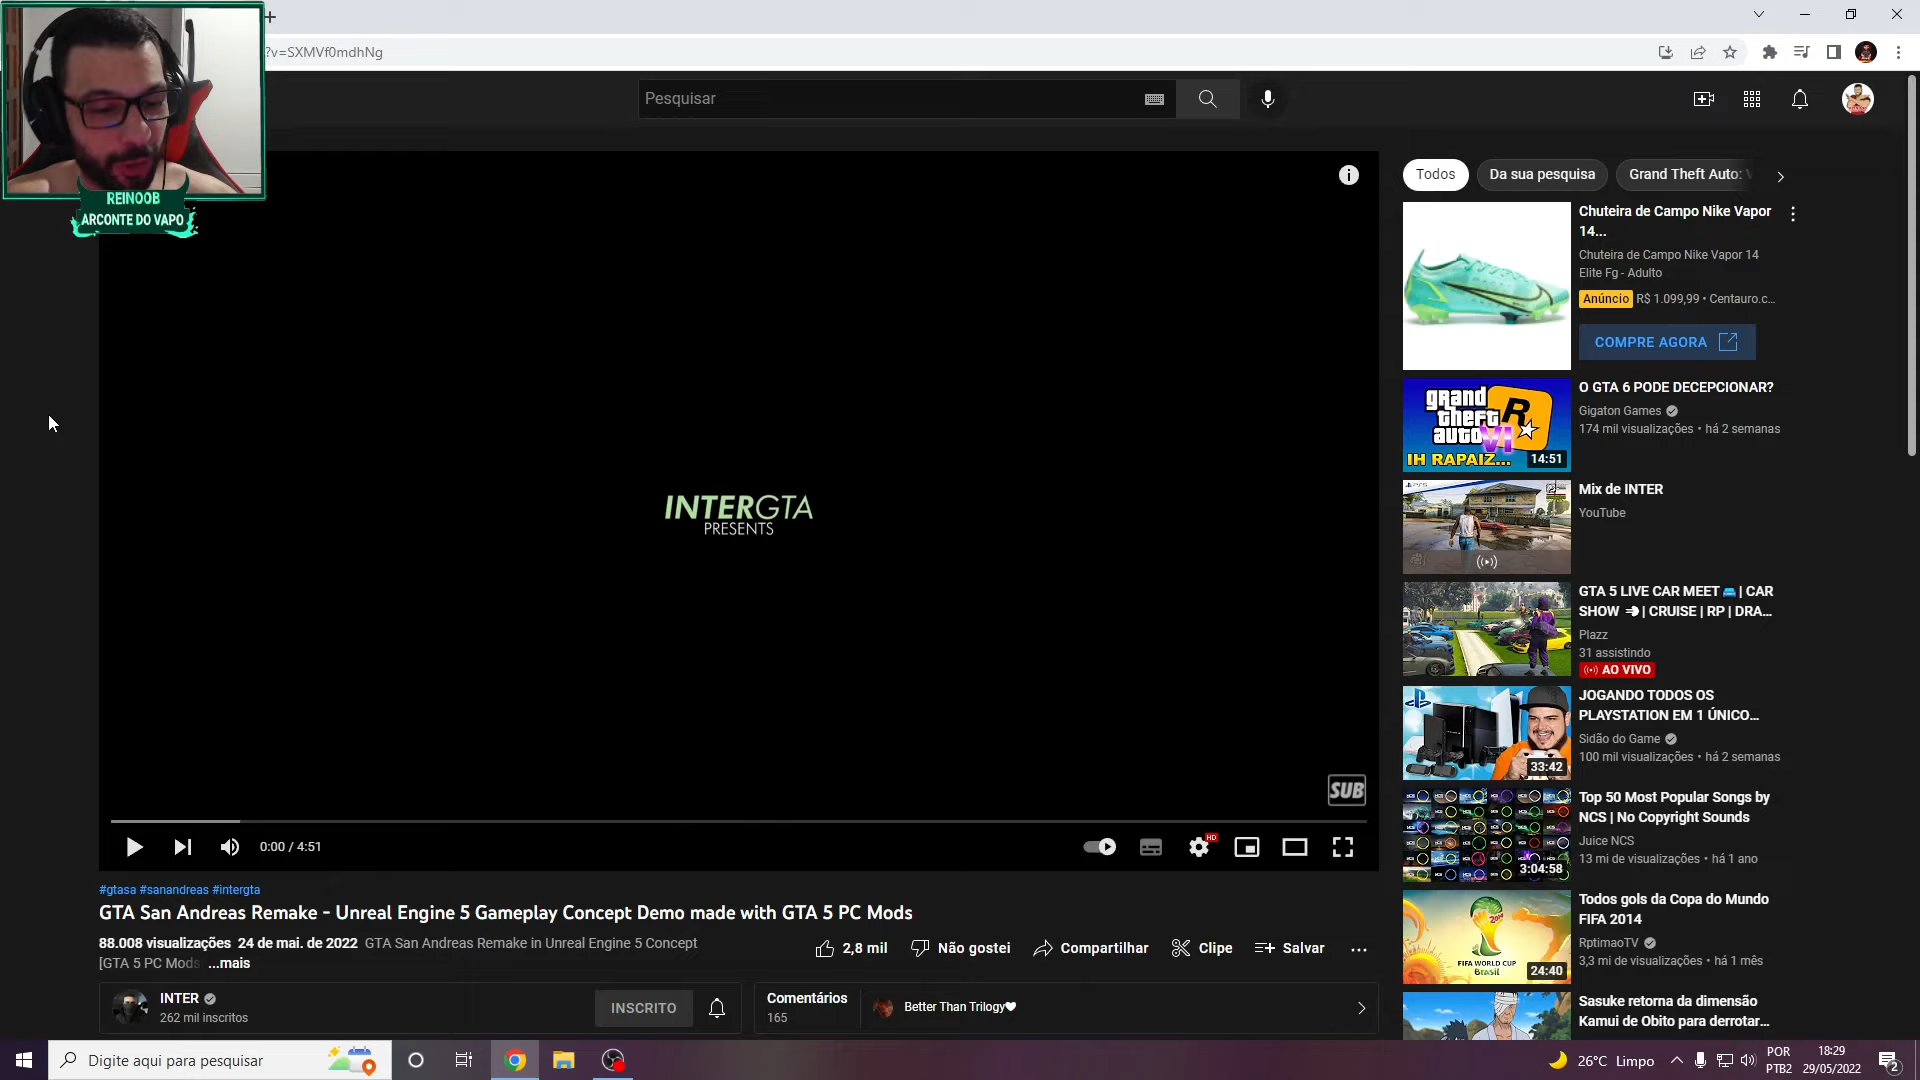 ?v=SXMVf0mdhNg
REINOOB
ARCONTE DO VAPO
Pesquisar
INTERGTA
PRESENTS
SUB
0:00 / 4:51
HD
#gtasa #sanandreas #intergta
GTA San Andreas Remake - Unreal Engine 5 Gameplay Concept Demo made with GTA 5 PC Mods
88.008 visualizações 24 de mai. de 2022 GTA San Andreas Remake in Unreal Engine 5 Concept
[GTA 5 PC Mods ...mais
2,8 mil
Não gostei
Compartilhar
Clipe
Salvar
INTER
262 mil inscritos
INSCRITO
Comentários
165
Better Than Trilogy❤
Todos
Da sua pesquisa
Grand Theft Auto: V
Chuteira de Campo Nike Vapor
14...
Chuteira de Campo Nike Vapor 14
Elite Fg - Adulto
Anúncio R$ 1.099,99 • Centauro.c...
COMPRE AGORA
grand
theft
auto VI
IH RAPAIZ...
14:51
O GTA 6 PODE DECEPCIONAR?
Gigaton Games
174 mil visualizações • há 2 semanas
PS5
Mix de INTER
YouTube
GTA 5 LIVE CAR MEET 🚘 | CAR
SHOW 💨 | CRUISE | RP | DRA...
Plazz
31 assistindo
AO VIVO
33:42
JOGANDO TODOS OS
PLAYSTATION EM 1 ÚNICO...
Sidão do Game
100 mil visualizações • há 2 semanas
3:04:58
Top 50 Most Popular Songs by
NCS | No Copyright Sounds
Juice NCS
13 mi de visualizações • há 1 ano
FIFA WORLD CUP
Brasil
24:40
Todos gols da Copa do Mundo
FIFA 2014
RptimaoTV
3,3 mi de visualizações • há 1 mês
Sasuke retorna da dimensão
Kamui de Obito para derrotar...
Digite aqui para pesquisar
26°C Limpo
POR
PTB2
18:29
29/05/2022
2